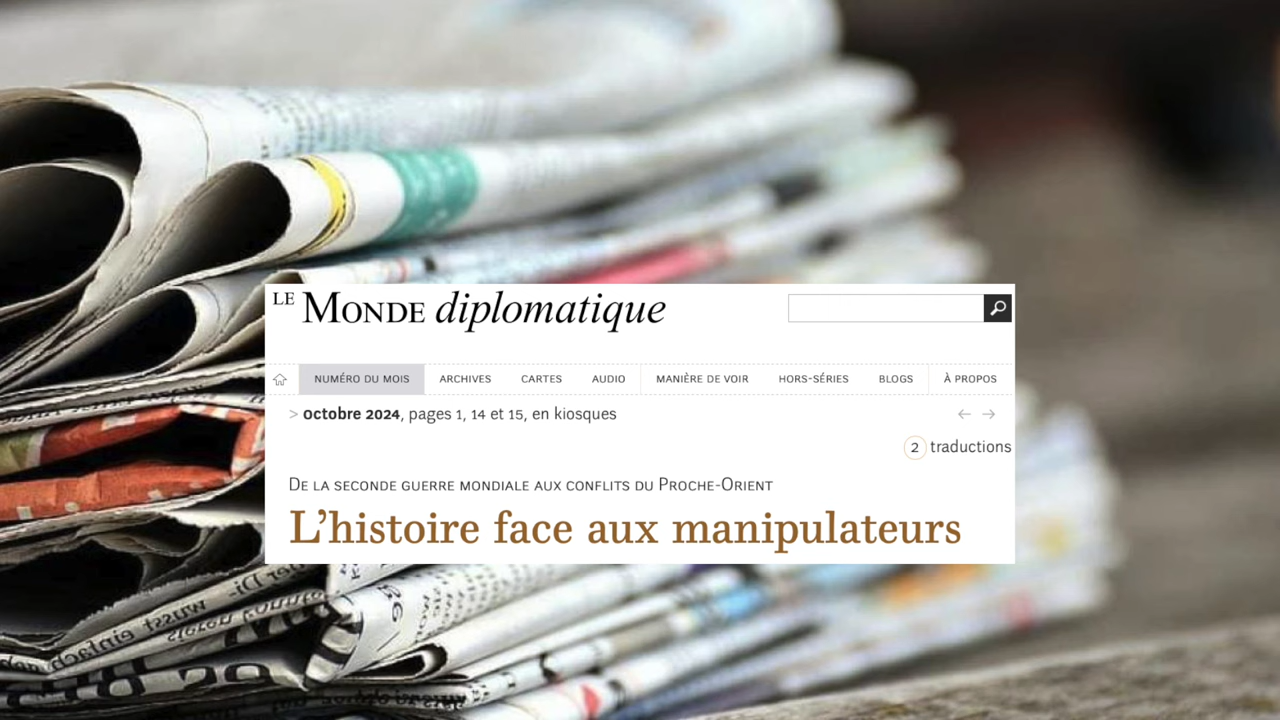 LE MONDE diplomatique
NUMÉRO DU MOIS ARCHIVES CARTES AUDIO MANIÈRE DE VOIR HORS-SÉRIES BLOGS À PROPOS
> octobre 2024, pages 1, 14 et 15, en kiosques
2 traductions
DE LA SECONDE GUERRE MONDIALE AUX CONFLITS DU PROCHE-ORIENT
L'histoire face aux manipulateurs